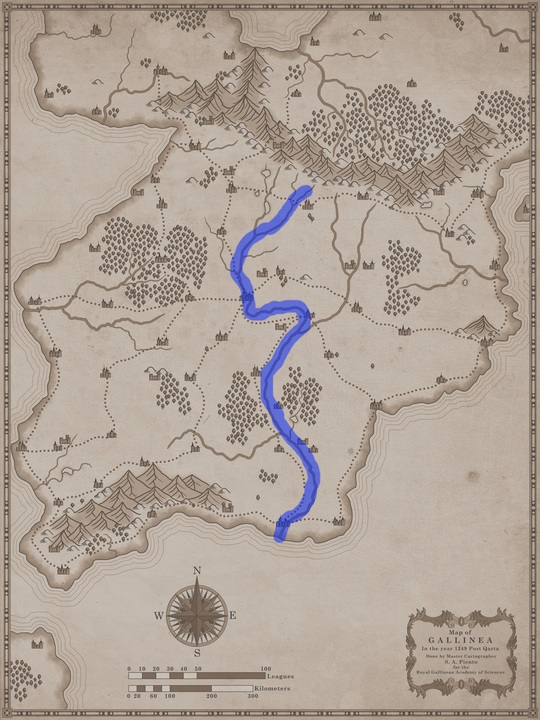 N
W E
S
0 10 20 30 40 50 100
Leagues
Kilometers
0 20 60 100 200 300
Map of
GALLINEA
In the year 1249 Post Qarta
Done by Master Cartographer
S. A. Piente
for the
Royal Gallinean Academy of Sciences